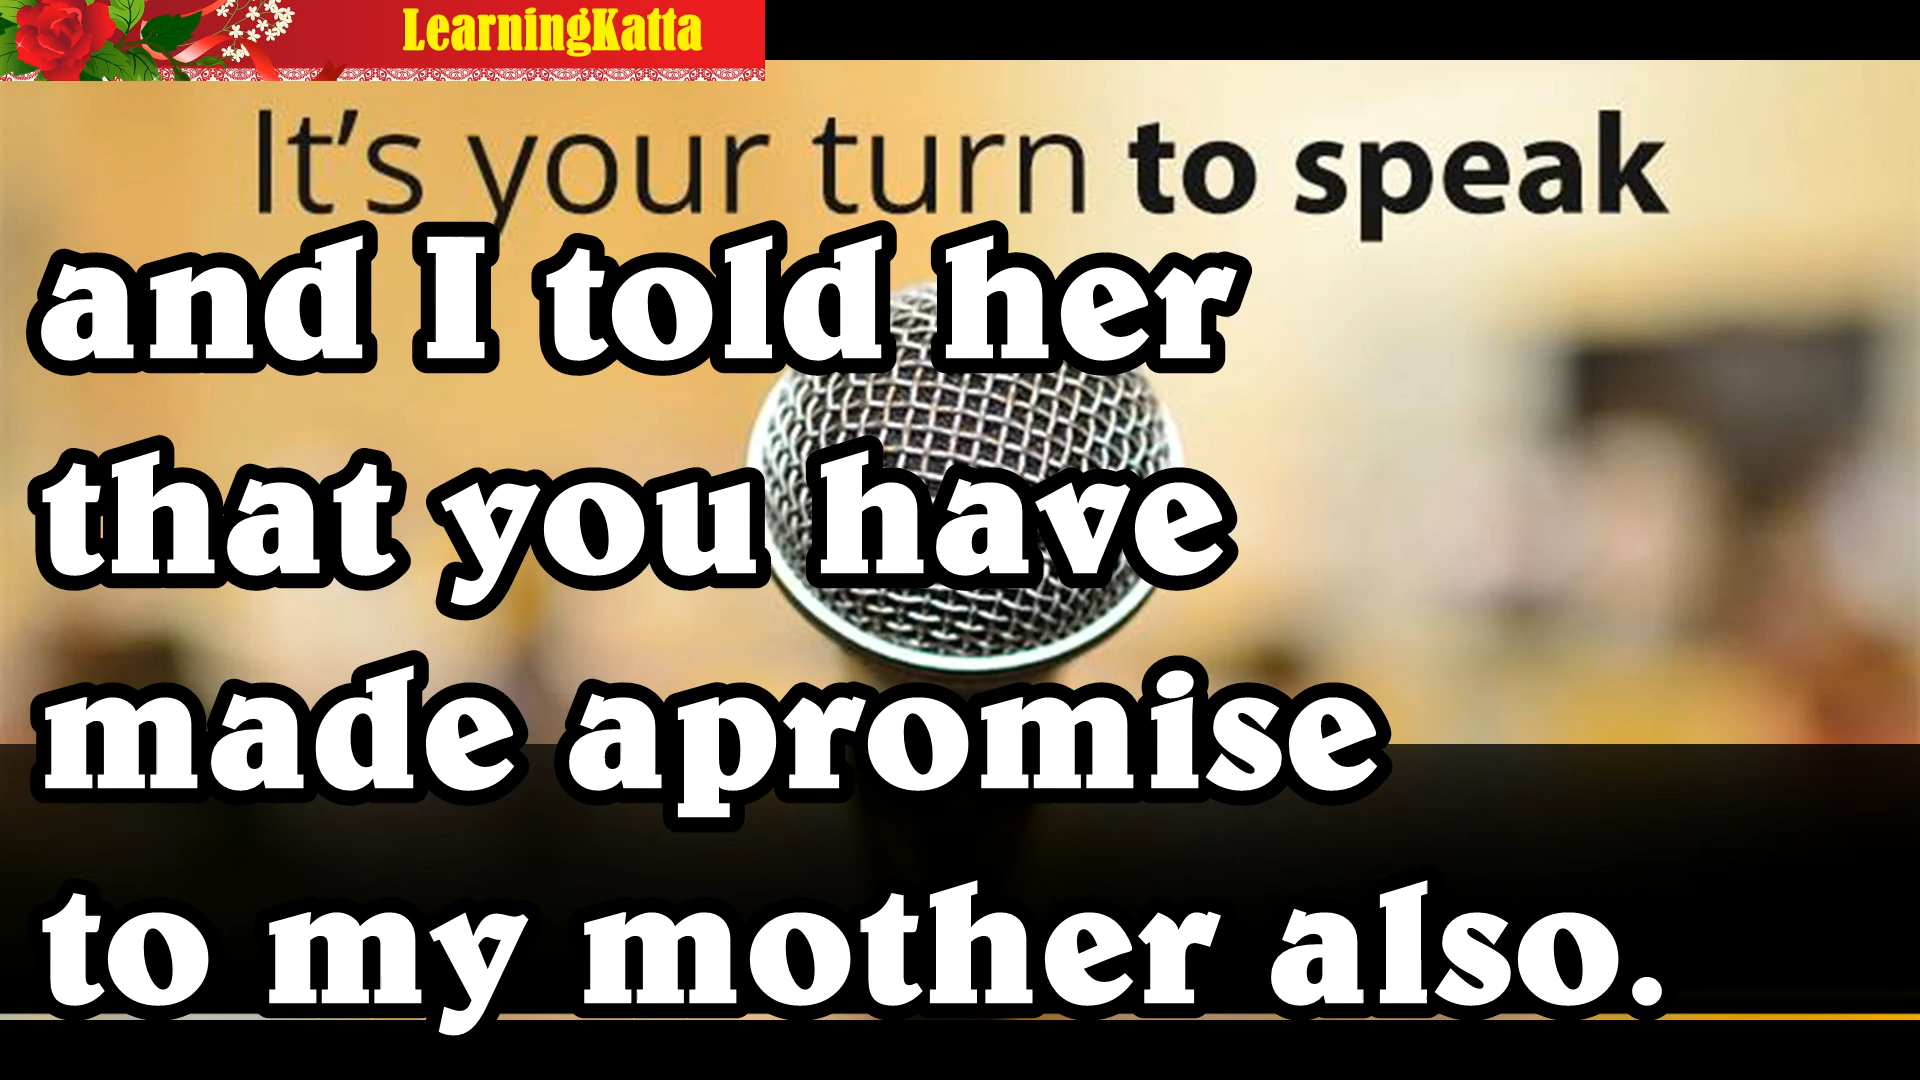 LearningKatta
It's your turn to speak
and I told her
that you have
made apromise
to my mother also.